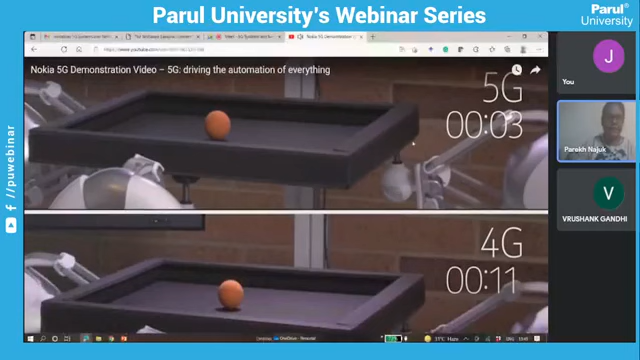 Parul University's Webinar Series
Parul®
University
Nokia 5G Demonstration Video – 5G: driving the automation of everything
5G
00:03
4G
00:11
J
You
Parekh Najuk
V
VRUSHANK GANDHI
f /puwebinar